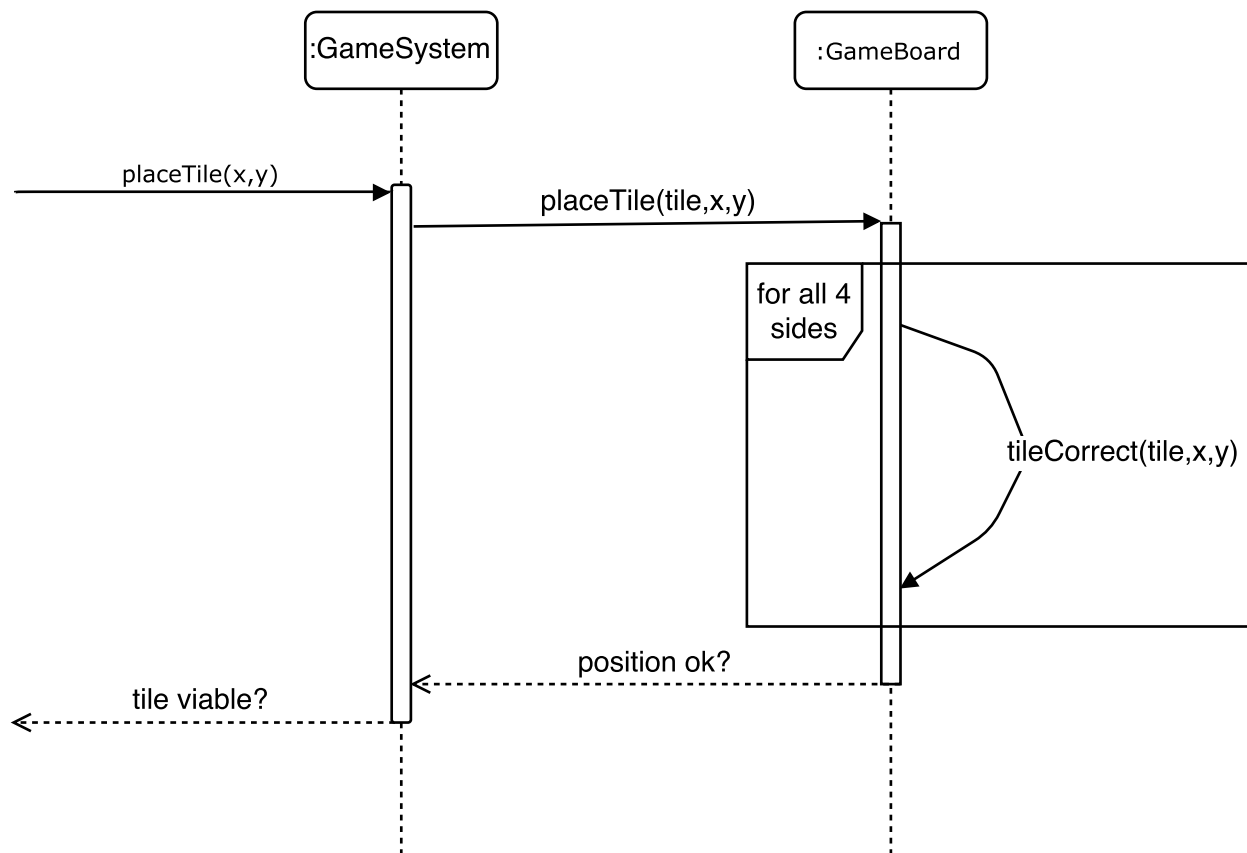 :GameSystem
:GameBoard
placeTile(x,y)
placeTile(tile,x,y)
for all 4
sides
tileCorrect(tile,x,y)
position ok?
tile viable?